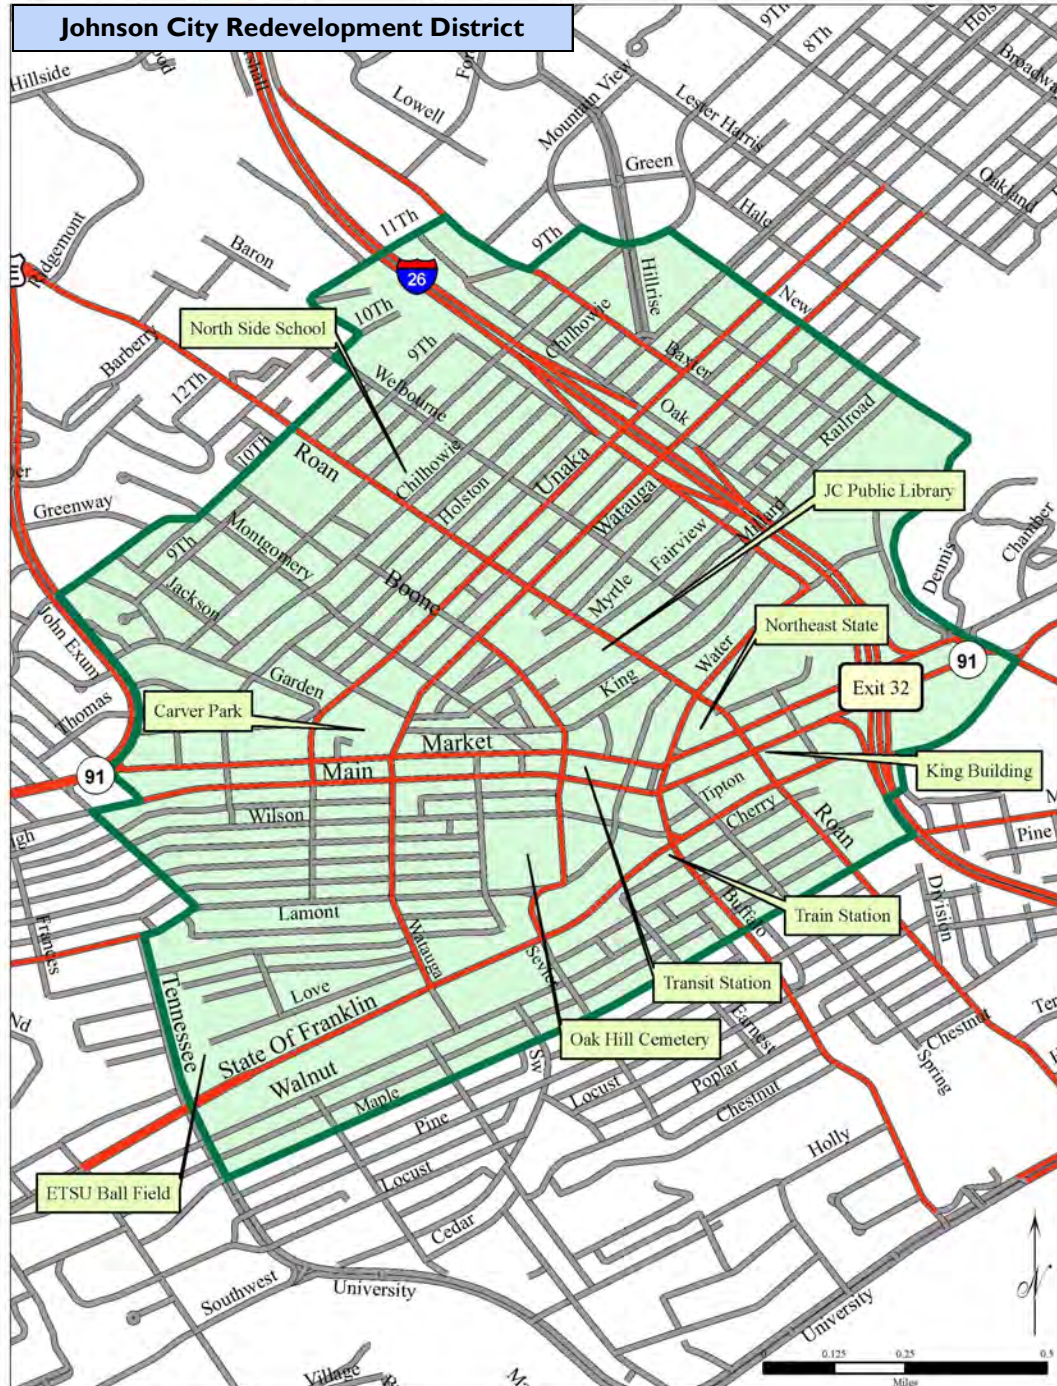 Johnson City Redevelopment District
Hillside
Lowell
Mountain View
9Th
8Th
Lester Harris
Green
Oakland
Hale
11Th
9Th
Baron
Ridgemont
26
Hillrise
New
10Th
North Side School
Chilhowie
9Th
Barberry
Baxter
Welbourne
12Th
Oak
Railroad
10Th
Roan
Chilhowie
Unaka
Holston
Watauga
JC Public Library
Greenway
Millard
Fairview
Chamber
Montgomery
9Th
Boone
Myrtle
Dennis
Jackson
Northeast State
John Exum
Water
91
Garden
King
Exit 32
Thomas
Carver Park
Market
Main
91
King Building
Tipton
Wilson
Cherry
Roan
Pine
Division
Lamont
Buffalo
Train Station
Frances
Watauga
Sevier
Transit Station
Love
Tennessee
State Of Franklin
Oak Hill Cemetery
Earnest
Chestnut
Nd
Walnut
Sw
Spring
Maple
Poplar
Locust
Chestnut
Pine
Holly
Locust
ETSU Ball Field
Cedar
Southwest
University
University
N
0 0.125 0.25 0.5
Miles
Village